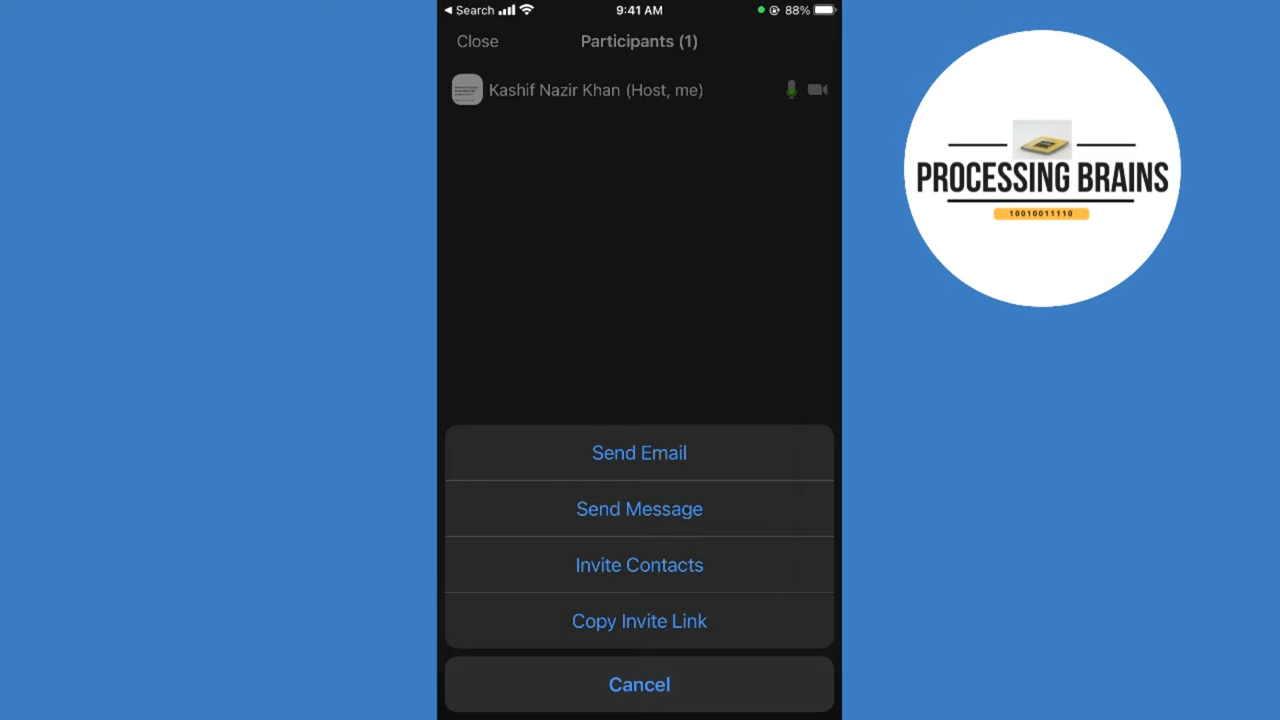 Search
9:41 AM
88%
Close
Participants (1)
Kashif Nazir Khan (Host, me)
Send Email
Send Message
Invite Contacts
Copy Invite Link
Cancel
PROCESSING BRAINS
10010011110